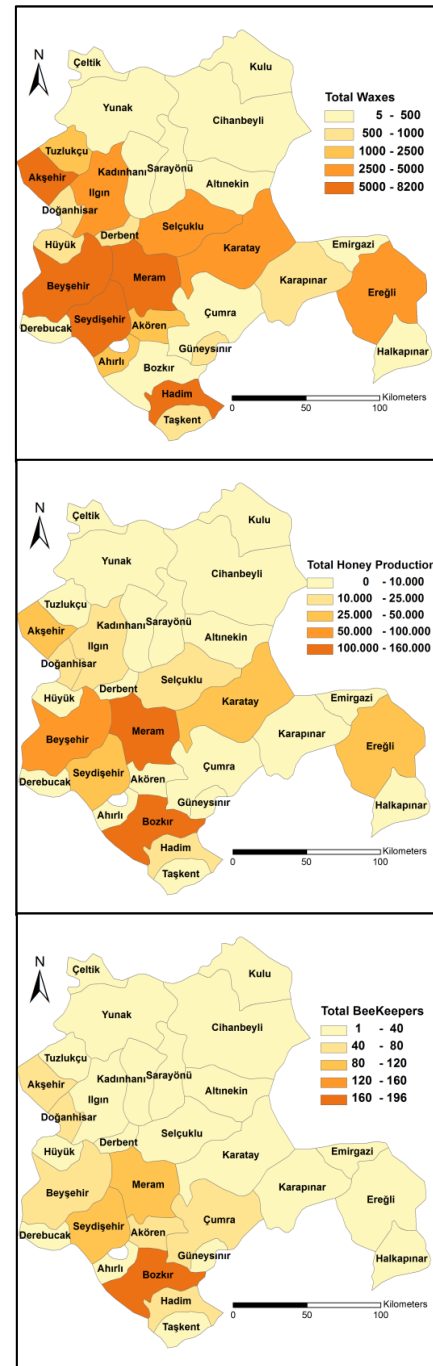 N
Çeltik
Kulu
Yunak
Cihanbeyli
Tuzlukçu
Kadınhanı
Sarayönü
Akşehir
Ilgın
Altınekin
Doğanhisar
Derbent
Selçuklu
Hüyük
Karatay
Emirgazi
Beyşehir
Meram
Karapınar
Ereğli
Çumra
Derebucak
Seydişehir
Akören
Güneysınır
Ahırlı
Bozkır
Halkapınar
Hadim
Taşkent
Total Waxes
5 - 500
500 - 1000
1000 - 2500
2500 - 5000
5000 - 8200
Kilometers
0 50 100
N
Çeltik
Kulu
Yunak
Cihanbeyli
Tuzlukçu
Kadınhanı
Sarayönü
Akşehir
Ilgın
Altınekin
Doğanhisar
Derbent
Selçuklu
Hüyük
Karatay
Emirgazi
Beyşehir
Meram
Karapınar
Ereğli
Çumra
Derebucak
Seydişehir
Akören
Güneysınır
Ahırlı
Bozkır
Halkapınar
Hadim
Taşkent
Total Honey Production
0 - 10.000
10.000 - 25.000
25.000 - 50.000
50.000 - 100.000
100.000 - 160.000
Kilometers
0 50 100
N
Çeltik
Kulu
Yunak
Cihanbeyli
Tuzlukçu
Kadınhanı
Sarayönü
Akşehir
Ilgın
Altınekin
Doğanhisar
Derbent
Selçuklu
Hüyük
Karatay
Emirgazi
Beyşehir
Meram
Karapınar
Ereğli
Çumra
Derebucak
Seydişehir
Akören
Güneysınır
Ahırlı
Bozkır
Halkapınar
Hadim
Taşkent
Total BeeKeepers
1 - 40
40 - 80
80 - 120
120 - 160
160 - 196
Kilometers
0 50 100